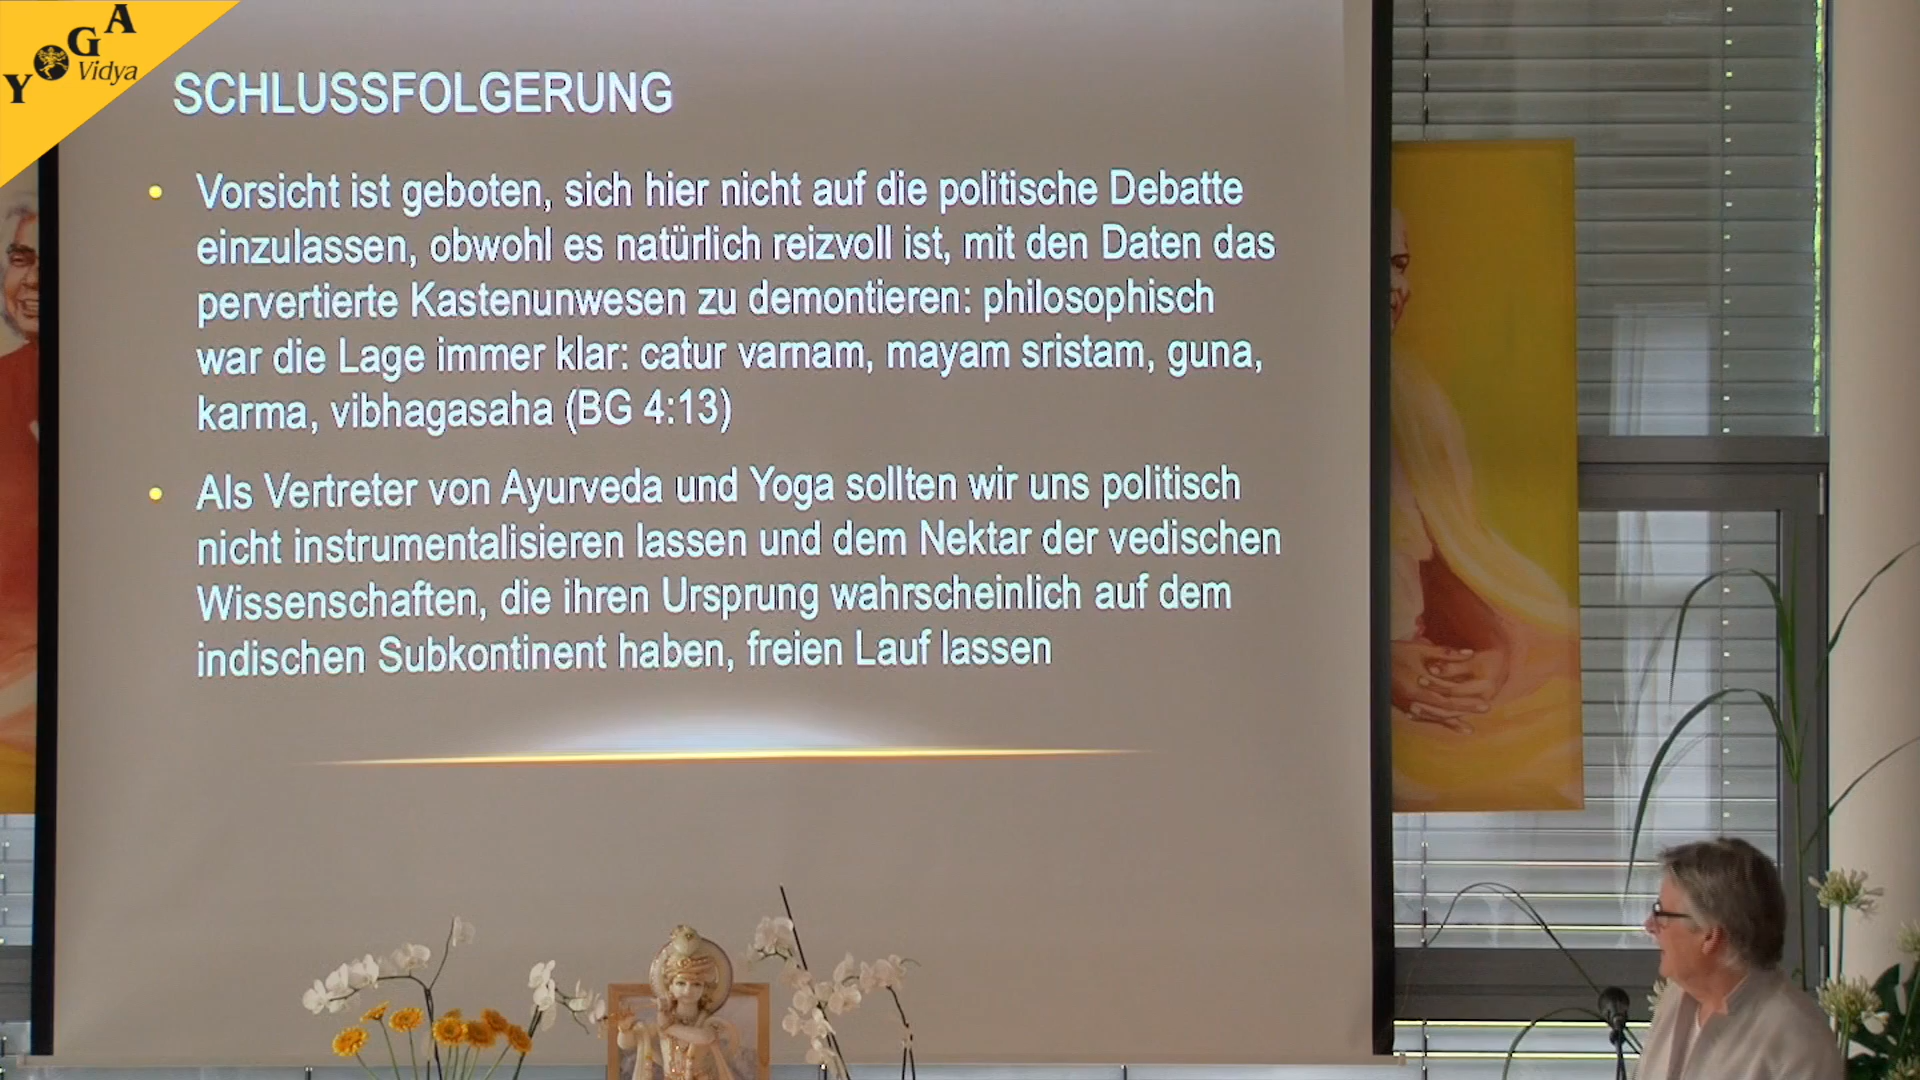 YOGA
Vidya
SCHLUSSFOLGERUNG
• Vorsicht ist geboten, sich hier nicht auf die politische Debatte
einzulassen, obwohl es natürlich reizvoll ist, mit den Daten das
pervertierte Kastenunwesen zu demontieren: philosophisch
war die Lage immer klar: catur varnam, mayam sristam, guna,
karma, vibhagasaha (BG 4:13)
• Als Vertreter von Ayurveda und Yoga sollten wir uns politisch
nicht instrumentalisieren lassen und dem Nektar der vedischen
Wissenschaften, die ihren Ursprung wahrscheinlich auf dem
indischen Subkontinent haben, freien Lauf lassen